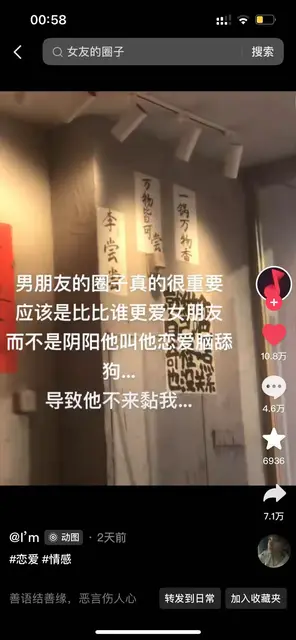 00:58
女友的圈子
搜索
万物皆可尝
一锅万物香
李尝尝
男朋友的圈子真的很重要
应该是比比谁更爱女朋友
而不是阴阳他叫他恋爱脑舔
狗...
导致他不来黏我...
10.8万
4.6万
6936
7.1万
@I'm
动图
· 2天前
#恋爱 #情感
善语结善缘，恶言伤人心
转发到日常
加入收藏夹